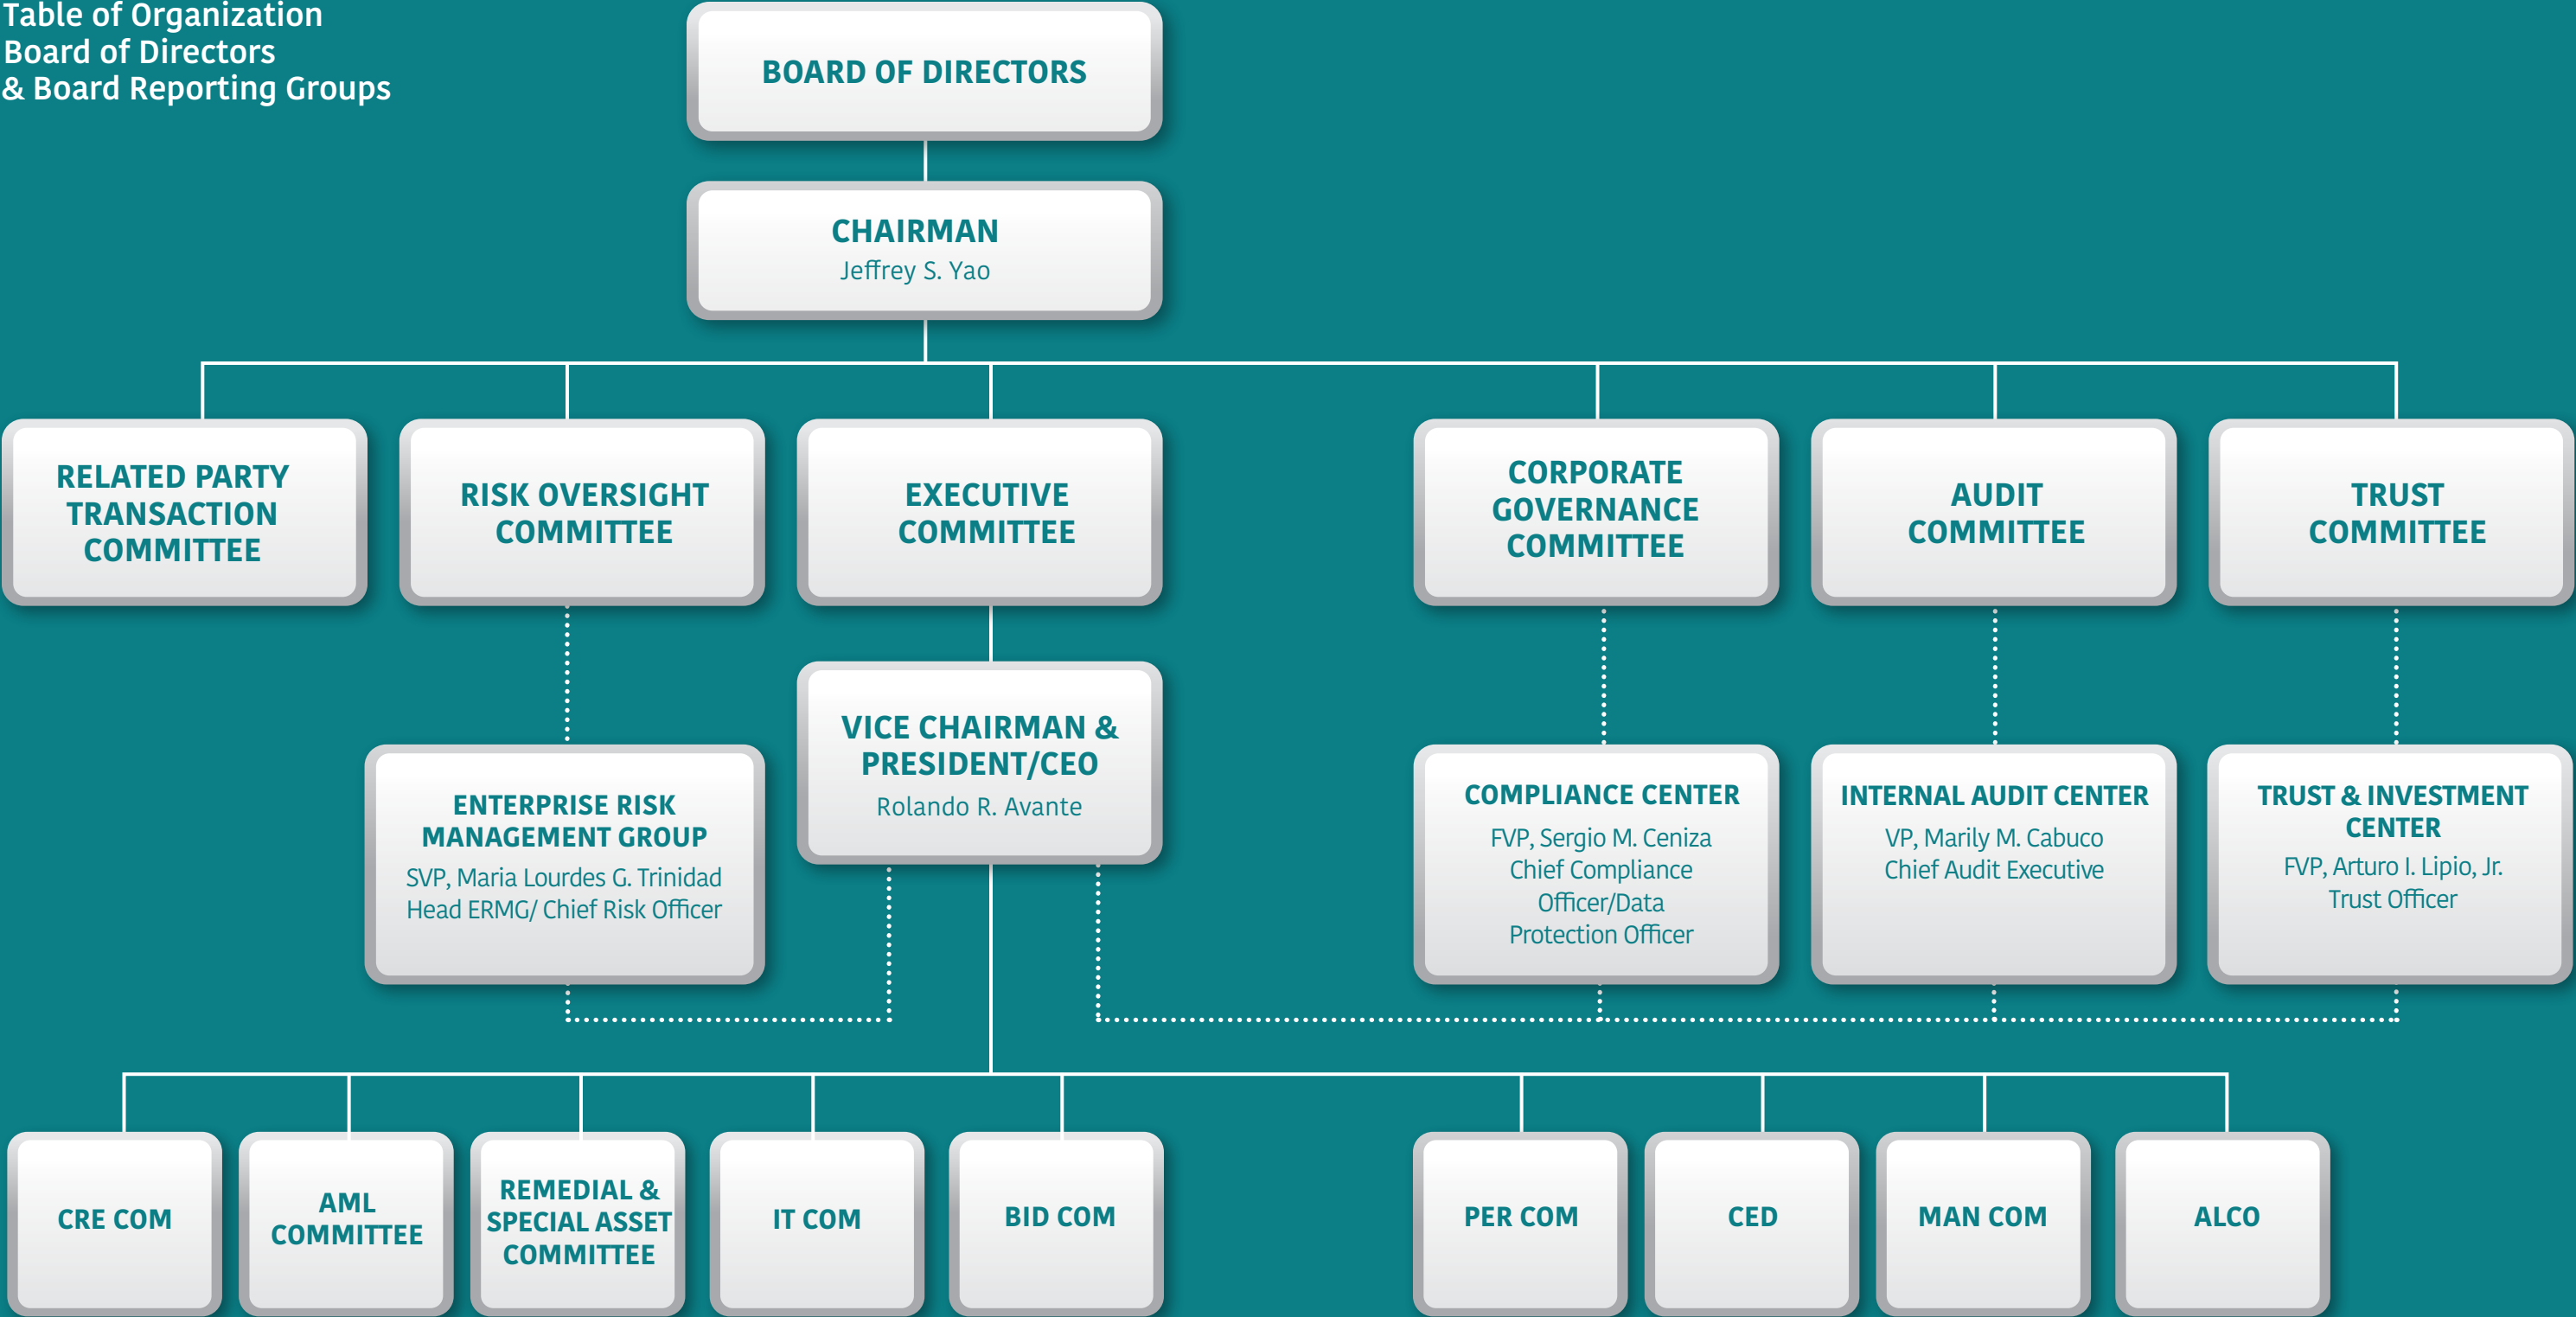 Table of Organization
Board of Directors
& Board Reporting Groups
BOARD OF DIRECTORS
CHAIRMAN
Jeffrey S. Yao
RELATED PARTY
TRANSACTION
COMMITTEE
RISK OVERSIGHT
COMMITTEE
EXECUTIVE
COMMITTEE
CORPORATE
GOVERNANCE
COMMITTEE
AUDIT
COMMITTEE
TRUST
COMMITTEE
VICE CHAIRMAN &
PRESIDENT/CEO
Rolando R. Avante
ENTERPRISE RISK
MANAGEMENT GROUP
SVP, Maria Lourdes G. Trinidad
Head ERMG/ Chief Risk Officer
COMPLIANCE CENTER
FVP, Sergio M. Ceniza
Chief Compliance
Officer/Data
Protection Officer
INTERNAL AUDIT CENTER
VP, Marily M. Cabuco
Chief Audit Executive
TRUST & INVESTMENT
CENTER
FVP, Arturo I. Lipio, Jr.
Trust Officer
CRE COM
AML
COMMITTEE
REMEDIAL &
SPECIAL ASSET
COMMITTEE
IT COM
BID COM
PER COM
CED
MAN COM
ALCO